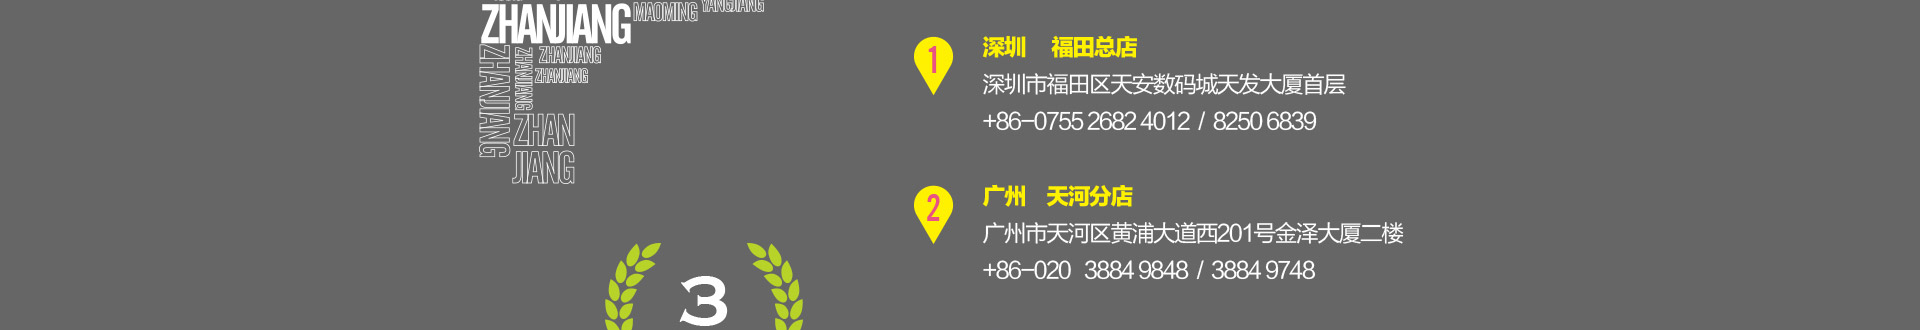 ZHANJIANG
MAOMING
YANGJIANG
ZHANJIANG
ZHANJIANG
ZHANJIANG
ZHANJIANG
ZHAN
JIANG
3
1
深圳 福田总店
深圳市福田区天安数码城天发大厦首层
+86-0755 2682 4012 / 8250 6839
2
广州 天河分店
广州市天河区黄浦大道西201号金泽大厦二楼
+86-020 3884 9848 / 3884 9748